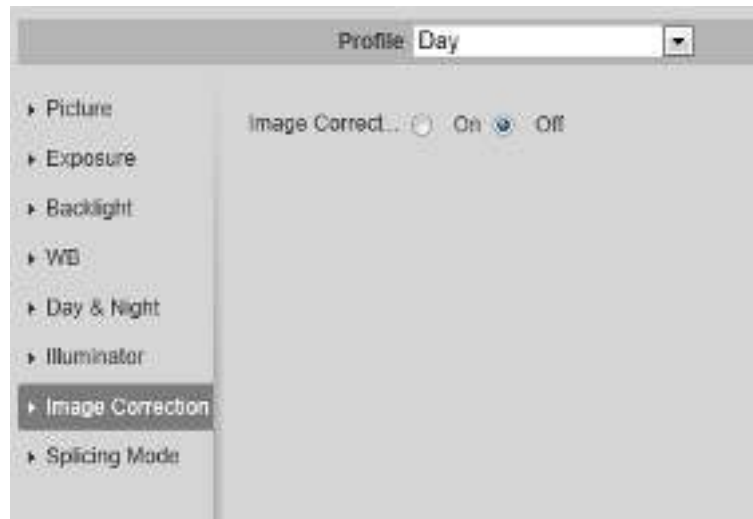 Profile Day
Picture
Image Correct... On Off
Exposure
Backlight
WB
Day & Night
Illuminator
Image Correction
Splicing Mode